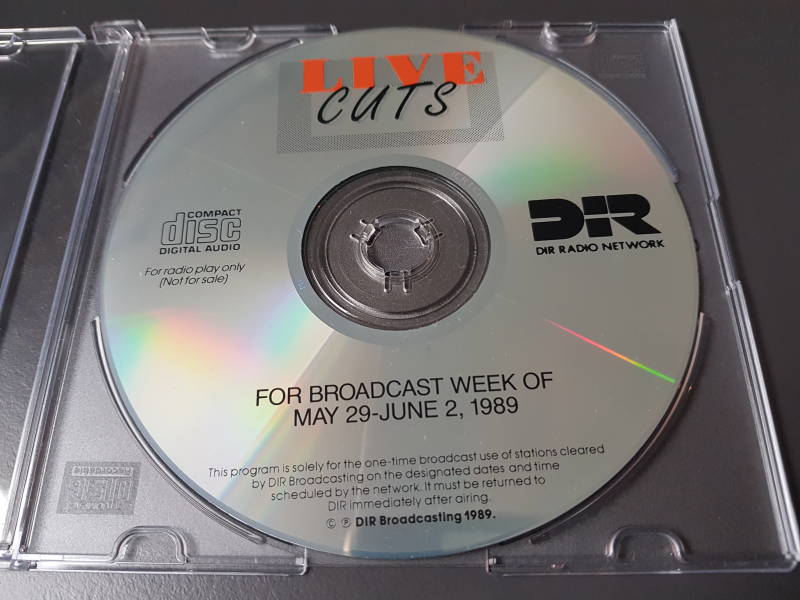 LIVE
CUTS
COMPACT
disc
DIGITAL AUDIO
DIR
DIR RADIO NETWORK
For radio play only
(Not for sale)
FOR BROADCAST WEEK OF
MAY 29-JUNE 2, 1989
This program is solely for the one-time broadcast use of stations cleared
by DIR Broadcasting on the designated dates and time
scheduled by the network. It must be returned to
DIR immediately after airing.
© ℗ DIR Broadcasting 1989.